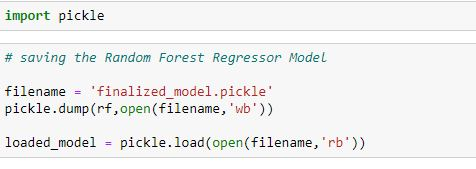 import pickle
# saving the Random Forest Regressor Model
filename = 'finalized_model.pickle'
pickle.dump(rf,open(filename,'wb'))
loaded_model = pickle.load(open(filename,'rb'))